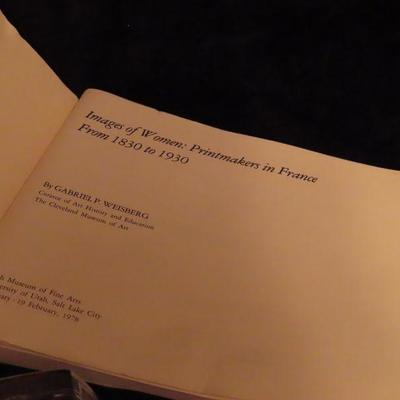 Images of Women: Printmakers in France
From 1830 to 1930
By GABRIEL P. WEISBERG
Curator of Art History and Education
The Cleveland Museum of Art
Museum of Fine Arts
of Utah, Salt Lake City
19 February, 1978